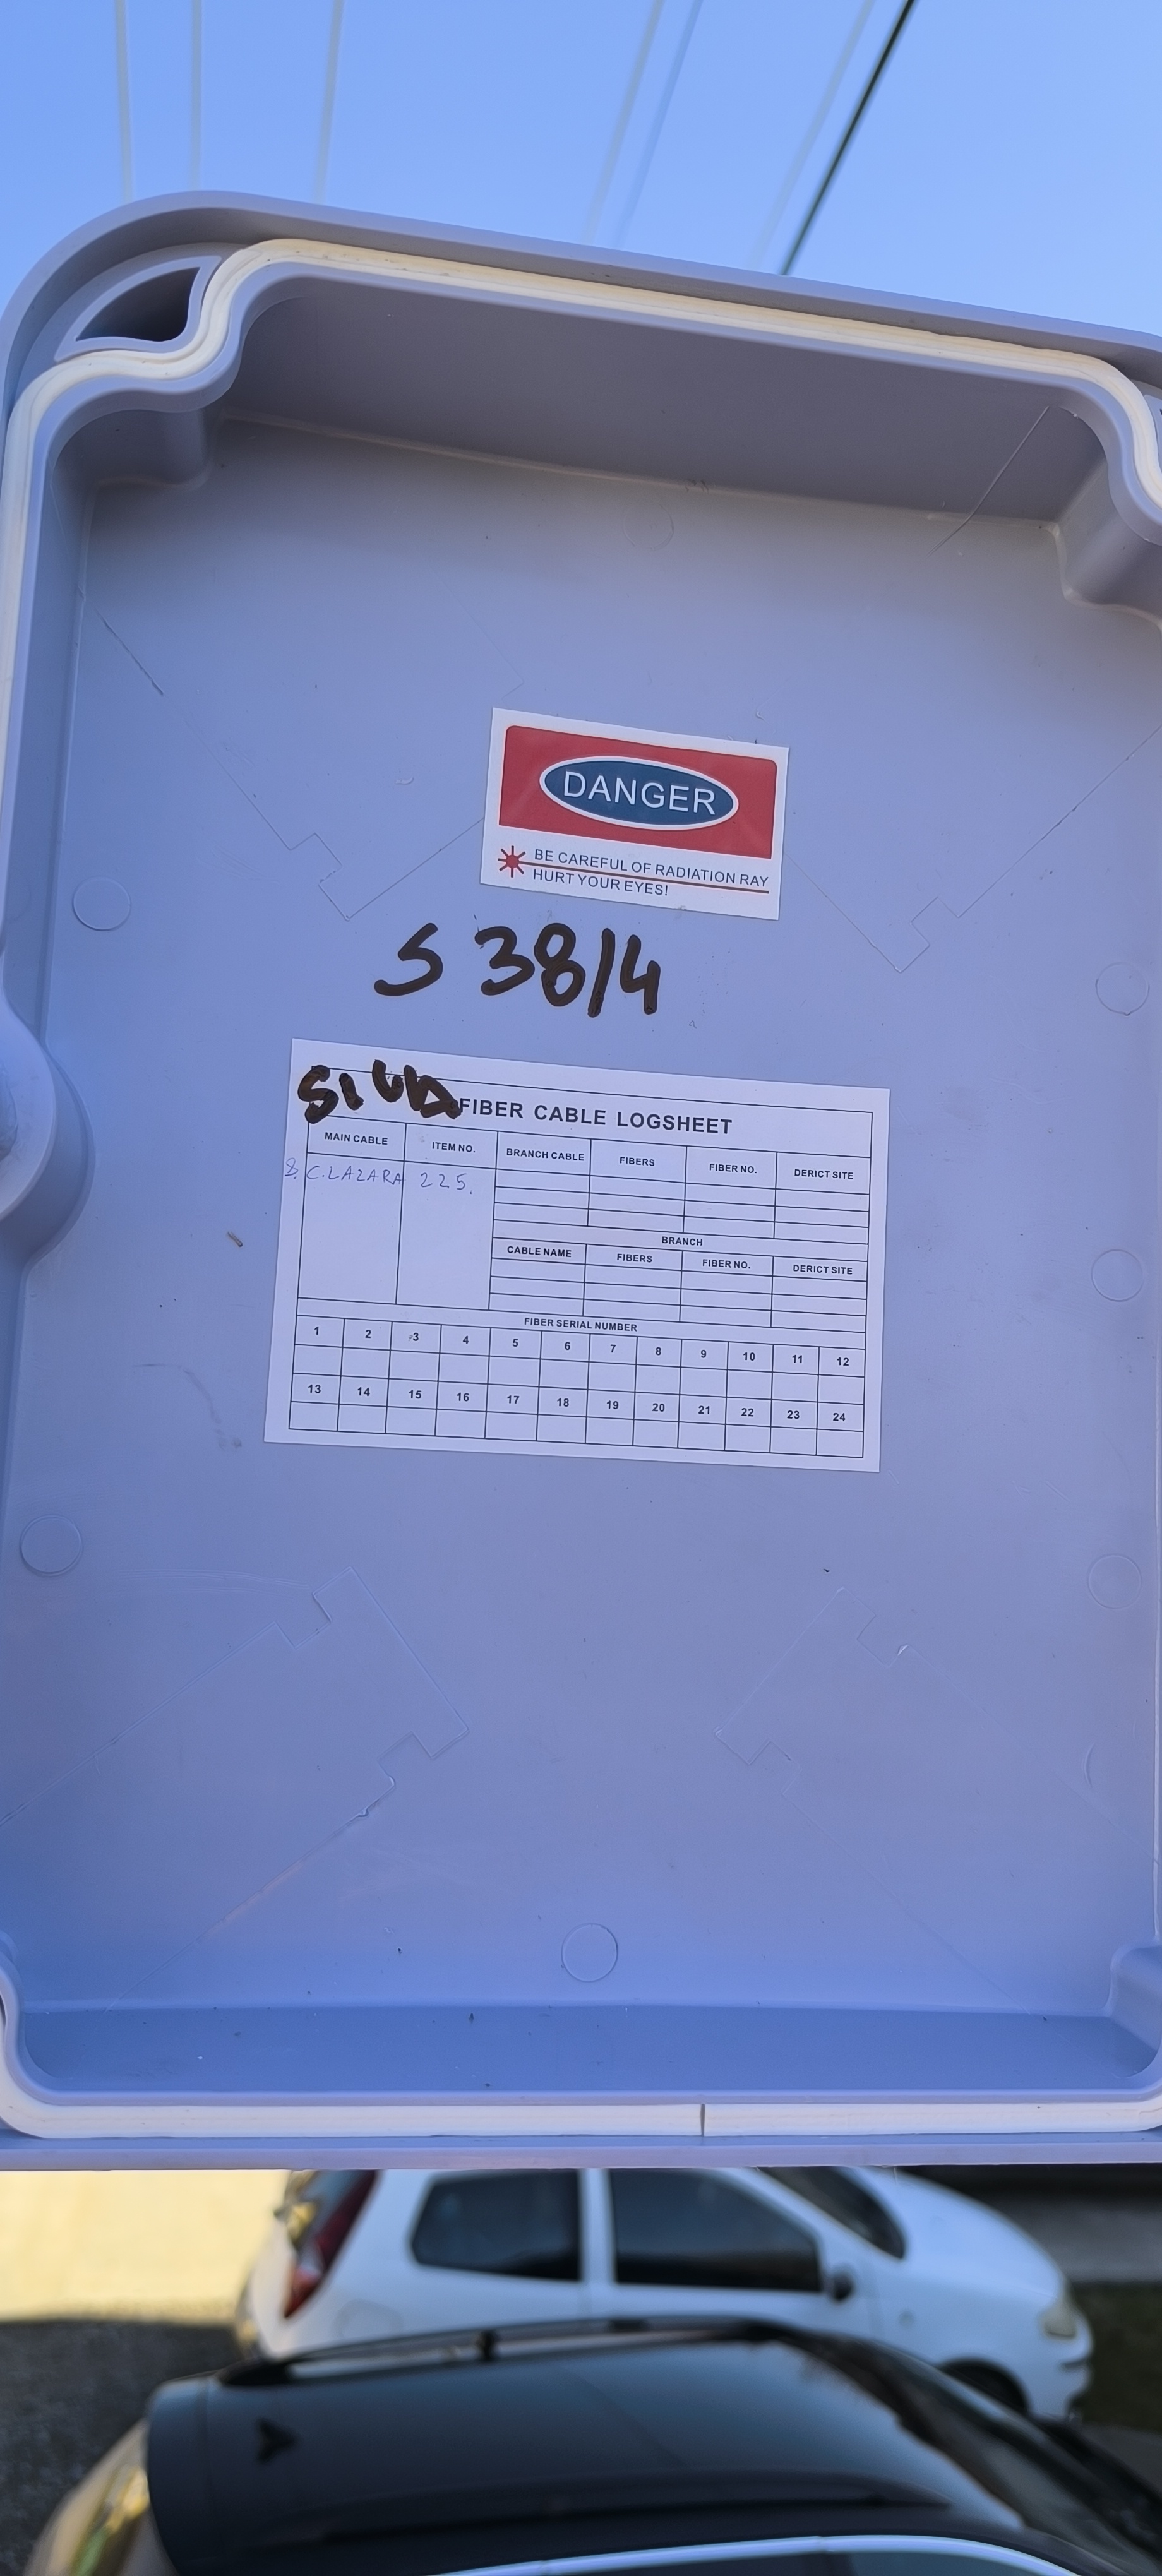 DANGER
BE CAREFUL OF RADIATION RAY
HURT YOUR EYES!
S 38/4
FIBER CABLE LOGSHEET
MAIN CABLE ITEM NO. BRANCH CABLE FIBERS FIBER NO. DERICT SITE
C.LAZARA 225.
BRANCH
CABLE NAME FIBERS FIBER NO. DERICT SITE
FIBER SERIAL NUMBER
1 2 3 4 5 6 7 8 9 10 11 12
13 14 15 16 17 18 19 20 21 22 23 24